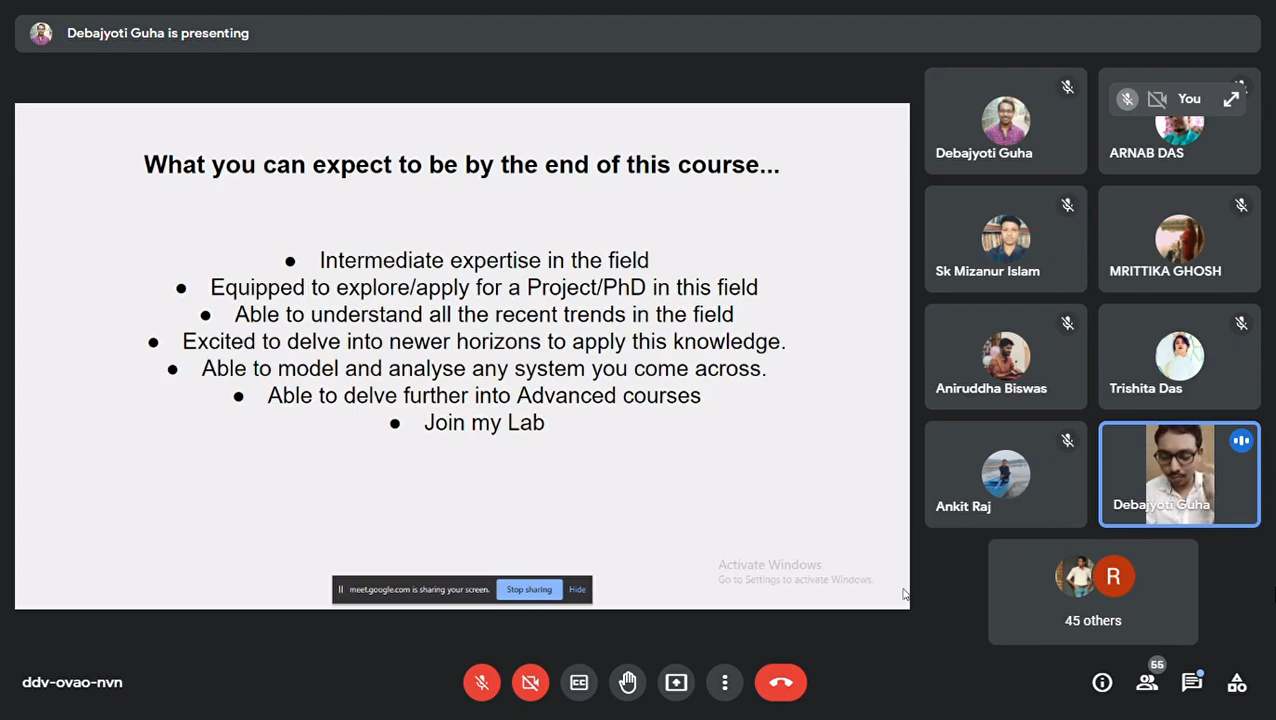 Debajyoti Guha is presenting
What you can expect to be by the end of this course...
● Intermediate expertise in the field
● Equipped to explore/apply for a Project/PhD in this field
● Able to understand all the recent trends in the field
● Excited to delve into newer horizons to apply this knowledge.
● Able to model and analyse any system you come across.
● Able to delve further into Advanced courses
● Join my Lab
Activate Windows
Go to Settings to activate Windows.
meet.google.com is sharing your screen. Stop sharing Hide
Debajyoti Guha
You
ARNAB DAS
Sk Mizanur Islam
MRITTIKA GHOSH
Aniruddha Biswas
Trishita Das
Ankit Raj
Debajyoti Guha
R
45 others
ddv-ovao-nvn
CC
55